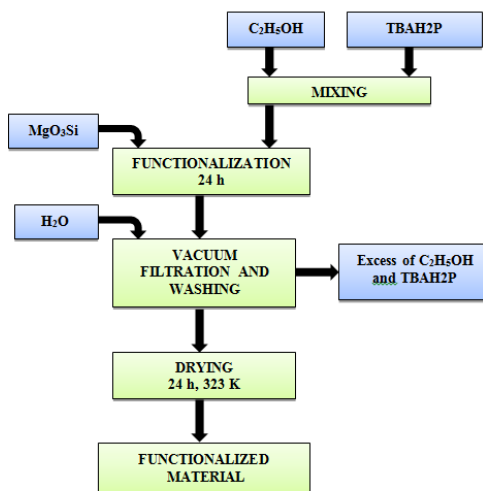 C₂H₅OH
TBAH2P
MIXING
MgO₃Si
FUNCTIONALIZATION
24 h
H₂O
VACUUM
FILTRATION AND
WASHING
Excess of C₂H₅OH
and TBAH2P
DRYING
24 h, 323 K
FUNCTIONALIZED
MATERIAL